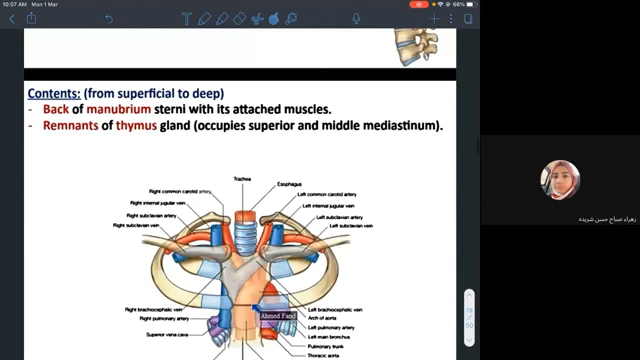 10:07 AM Mon 1 Mar
66%
Contents: (from superficial to deep)
- Back of manubrium sterni with its attached muscles.
- Remnants of thymus gland (occupies superior and middle mediastinum).
Trachea
Esophagus
Right common carotid artery
Left common carotid artery
Right internal jugular vein
Left internal jugular vein
Right subclavian artery
Left subclavian artery
Right subclavian vein
Left subclavian vein
زهراء صباح حسن شريده
Right brachiocephalic vein
Left brachiocephalic vein
Ahmed Farid
Arch of aorta
Right pulmonary artery
Left pulmonary artery
Superior vena cava
Left main bronchus
Pulmonary trunk
Thoracic aorta
19
50